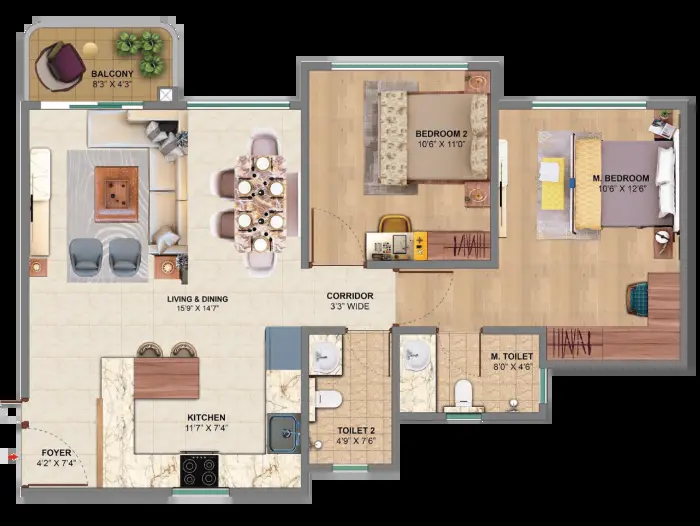 BALCONY
8'3" X 4'3"
BEDROOM 2
10'6" X 11'0"
M. BEDROOM
10'6" X 12'6"
LIVING & DINING
15'9" X 14'7"
CORRIDOR
3'3" WIDE
M. TOILET
8'0" X 4'6"
KITCHEN
11'7" X 7'4"
TOILET 2
4'9" X 7'6"
FOYER
4'2" X 7'4"